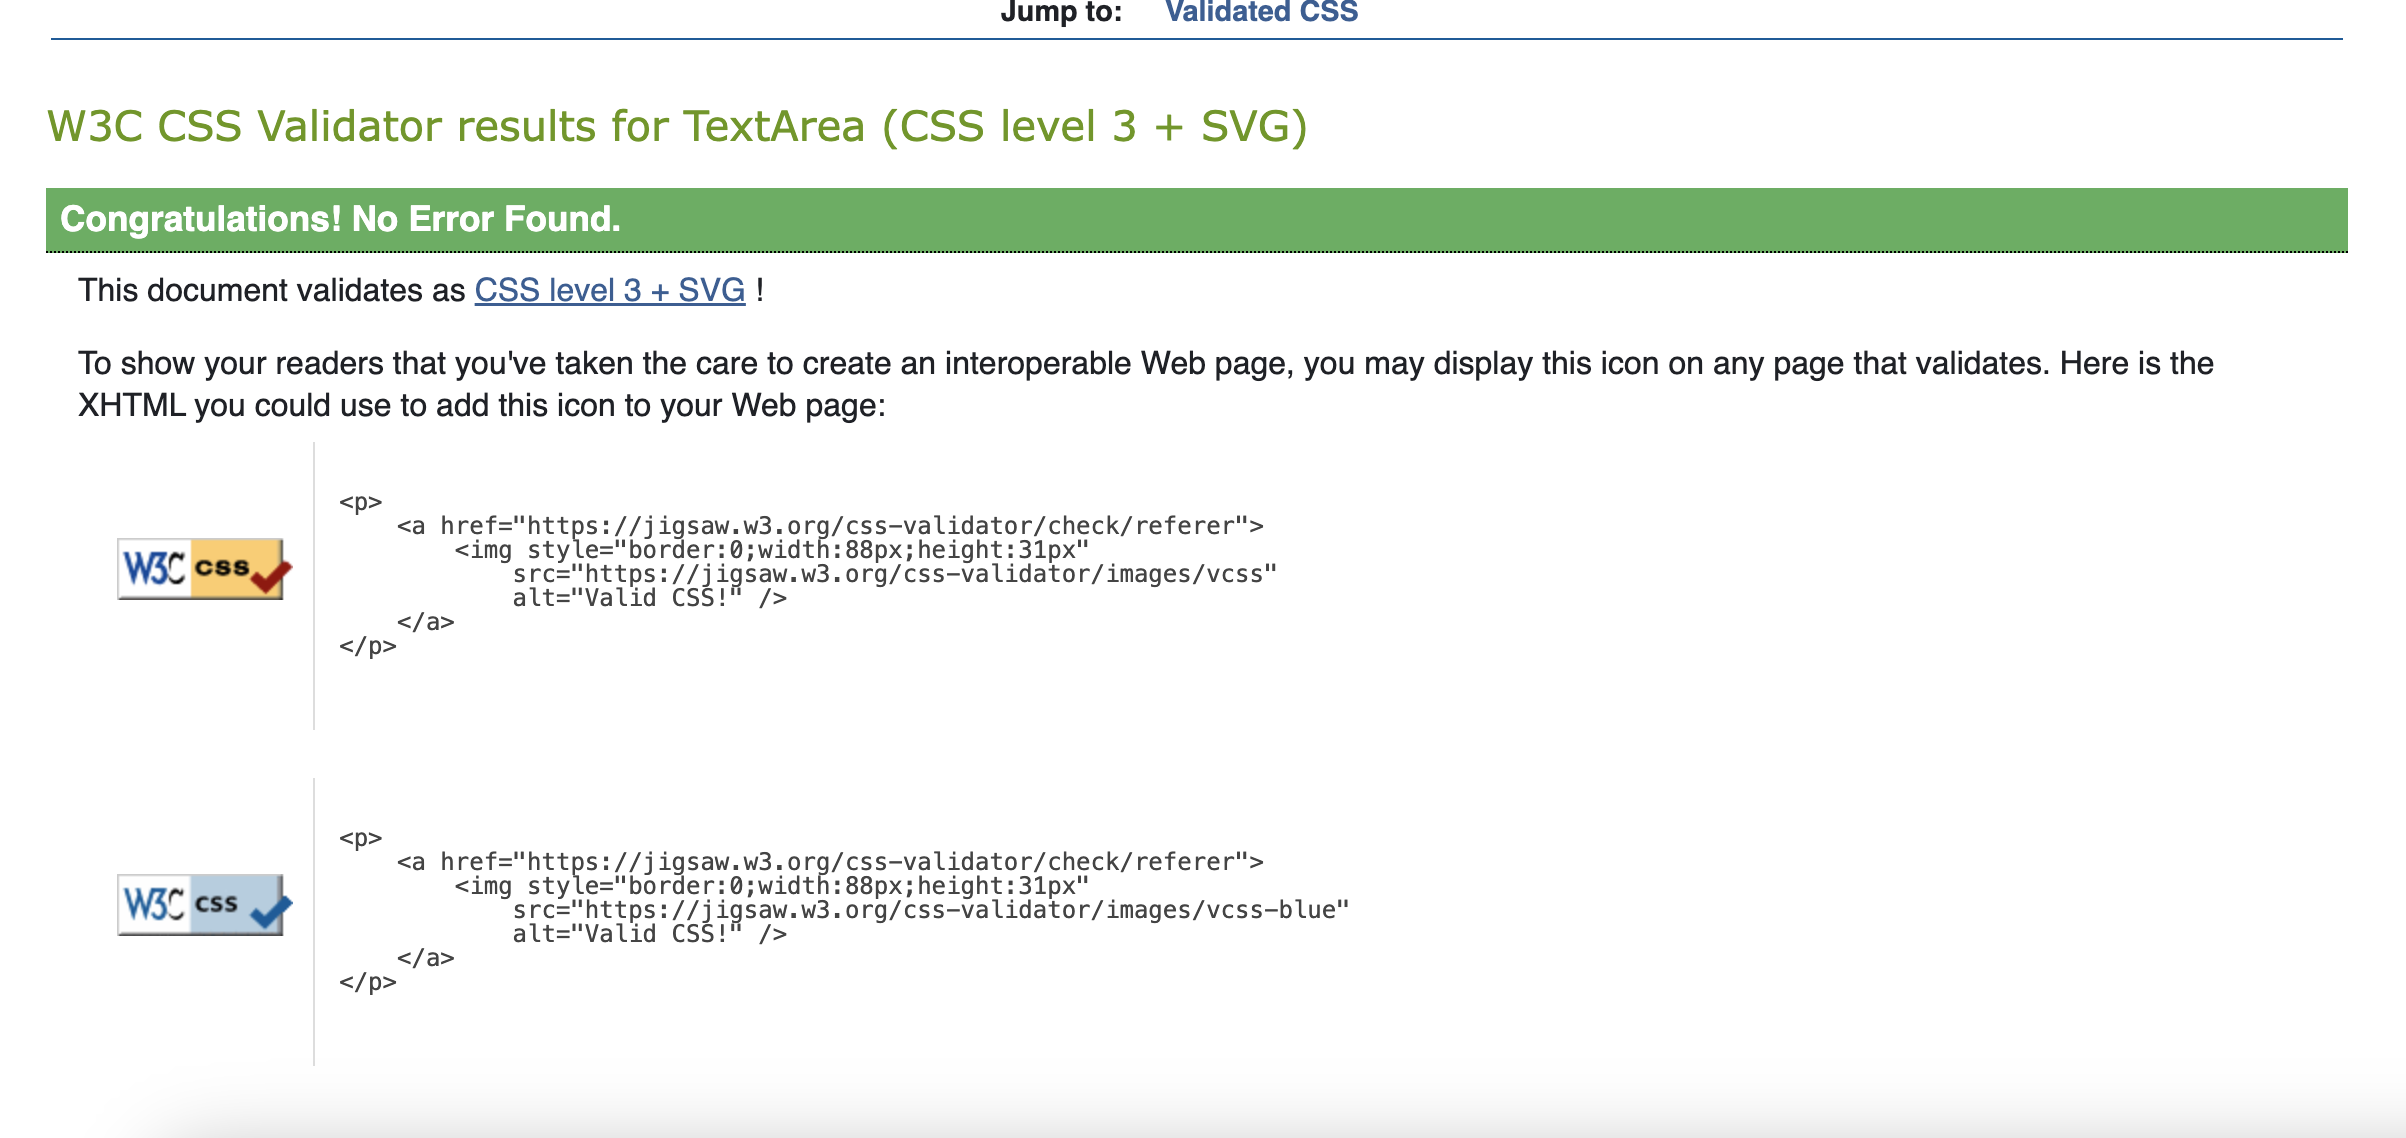 Jump to: Validated CSS
W3C CSS Validator results for TextArea (CSS level 3 + SVG)
Congratulations! No Error Found.
This document validates as CSS level 3 + SVG !
To show your readers that you've taken the care to create an interoperable Web page, you may display this icon on any page that validates. Here is the
XHTML you could use to add this icon to your Web page:
W3C css
<p>
    <a href="https://jigsaw.w3.org/css-validator/check/referer">
        <img style="border:0;width:88px;height:31px"
            src="https://jigsaw.w3.org/css-validator/images/vcss"
            alt="Valid CSS!" />
    </a>
</p>
W3C css
<p>
    <a href="https://jigsaw.w3.org/css-validator/check/referer">
        <img style="border:0;width:88px;height:31px"
            src="https://jigsaw.w3.org/css-validator/images/vcss-blue"
            alt="Valid CSS!" />
    </a>
</p>